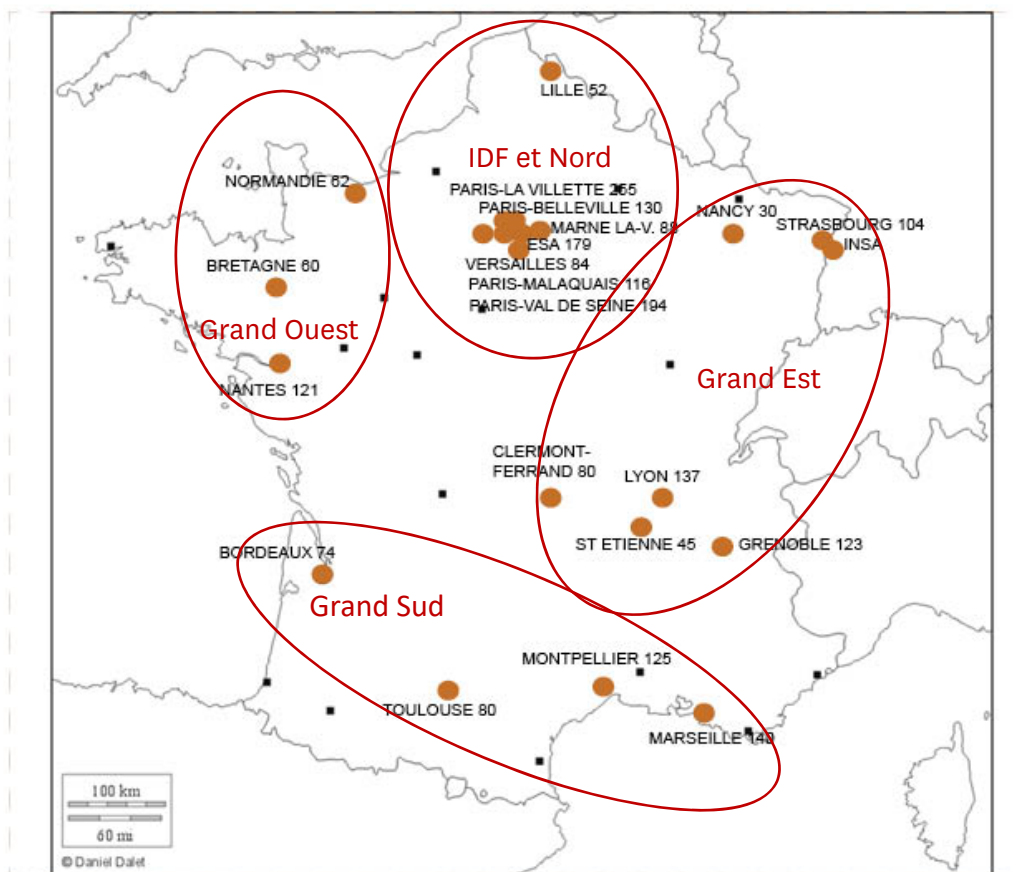 LILLE 52
IDF et Nord
NORMANDIE 62
PARIS-LA VILLETTE 255
PARIS-BELLEVILLE 130
MARNE LA-V. 88
ESA 179
VERSAILLES 84
PARIS-MALAQUAIS 116
PARIS-VAL DE SEINE 194
NANCY 30
STRASBOURG 104
INSA
BRETAGNE 60
Grand Ouest
NANTES 121
Grand Est
CLERMONT-
FERRAND 80
LYON 137
ST ETIENNE 45
GRENOBLE 123
BORDEAUX 74
Grand Sud
MONTPELLIER 125
TOULOUSE 80
MARSEILLE
100 km
60 mi
© Daniel Dalet